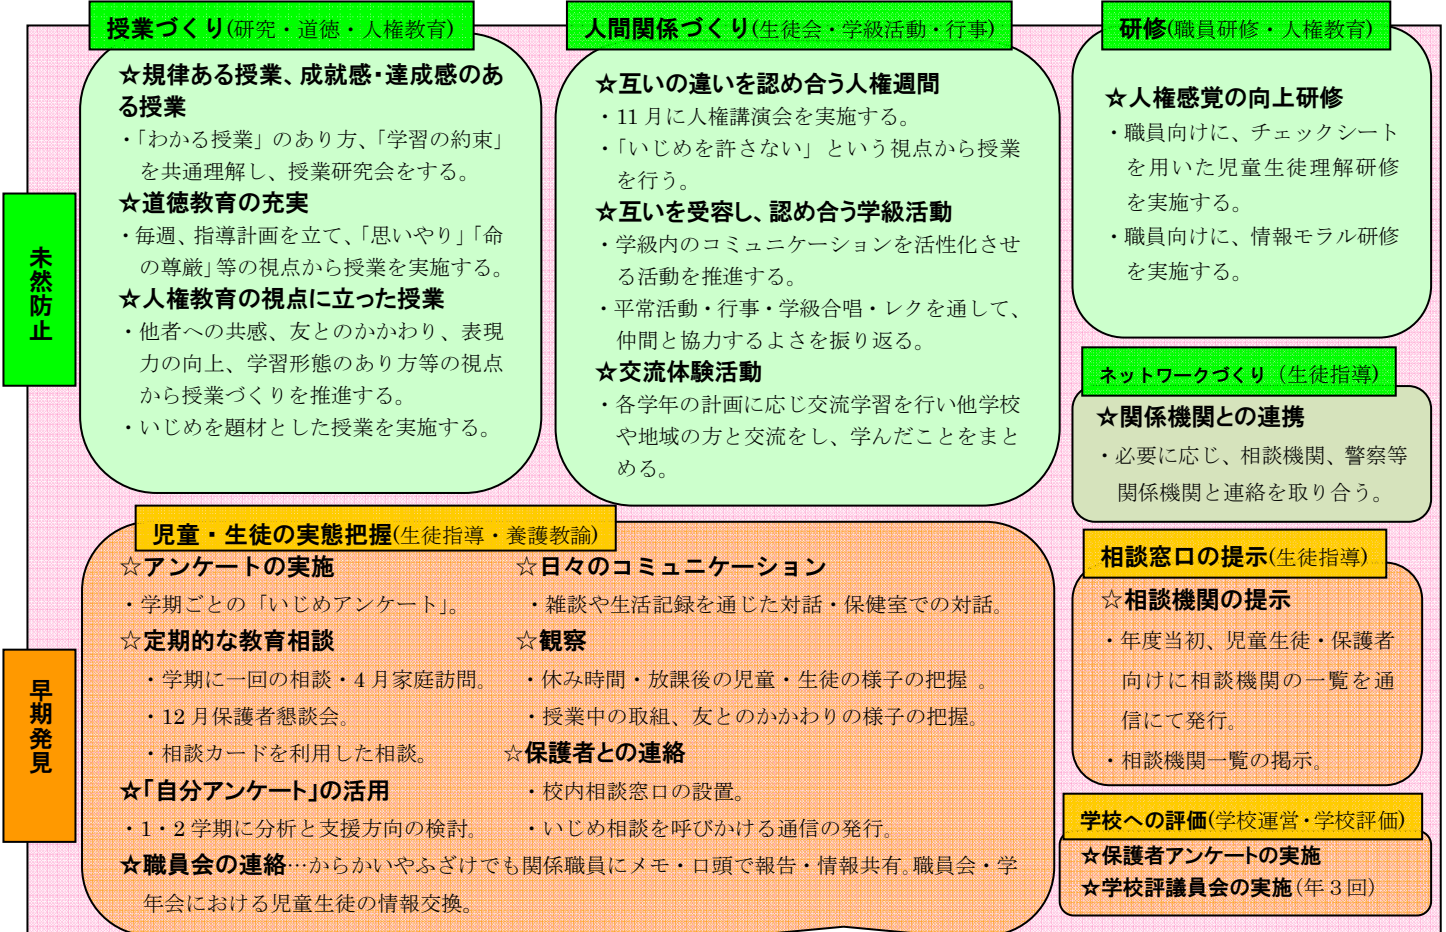 授業づくり(研究・道徳・人権教育)
☆規律ある授業、成就感・達成感のあ
る授業
・「わかる授業」のあり方、「学習の約束」
を共通理解し、授業研究会をする。
☆道徳教育の充実
・毎週、指導計画を立て、「思いやり」「命
の尊厳」等の視点から授業を実施する。
☆人権教育の視点に立った授業
・他者への共感、友とのかかわり、表現
力の向上、学習形態のあり方等の視点
から授業づくりを推進する。
・いじめを題材とした授業を実施する。
人間関係づくり(生徒会・学級活動・行事)
☆互いの違いを認め合う人権週間
・11月に人権講演会を実施する。
・「いじめを許さない」という視点から授業
を行う。
☆互いを受容し、認め合う学級活動
・学級内のコミュニケーションを活性化させ
る活動を推進する。
・平常活動・行事・学級合唱・レクを通して、
仲間と協力するよさを振り返る。
☆交流体験活動
・各学年の計画に応じ交流学習を行い他学校
や地域の方と交流をし、学んだことをまと
める。
研修(職員研修・人権教育)
☆人権感覚の向上研修
・職員向けに、チェックシート
を用いた児童生徒理解研修
を実施する。
・職員向けに、情報モラル研修
を実施する。
ネットワークづくり（生徒指導）
☆関係機関との連携
・必要に応じ、相談機関、警察等
関係機関と連絡を取り合う。
未然防止
児童・生徒の実態把握(生徒指導・養護教諭)
☆アンケートの実施
・学期ごとの「いじめアンケート」。
☆定期的な教育相談
・学期に一回の相談・4月家庭訪問。
・12月保護者懇談会。
・相談カードを利用した相談。
☆「自分アンケート」の活用
・1・2学期に分析と支援方向の検討。
☆日々のコミュニケーション
・雑談や生活記録を通じた対話・保健室での対話。
☆観察
・休み時間・放課後の児童・生徒の様子の把握 。
・授業中の取組、友とのかかわりの様子の把握。
☆保護者との連絡
・校内相談窓口の設置。
・いじめ相談を呼びかける通信の発行。
☆職員会の連絡…からかいやふざけでも関係職員にメモ・口頭で報告・情報共有。職員会・学
年会における児童生徒の情報交換。
相談窓口の提示(生徒指導)
☆相談機関の提示
・年度当初、児童生徒・保護者
向けに相談機関の一覧を通
信にて発行。
・相談機関一覧の掲示。
学校への評価(学校運営・学校評価)
☆保護者アンケートの実施
☆学校評議員会の実施(年３回)
早期発見